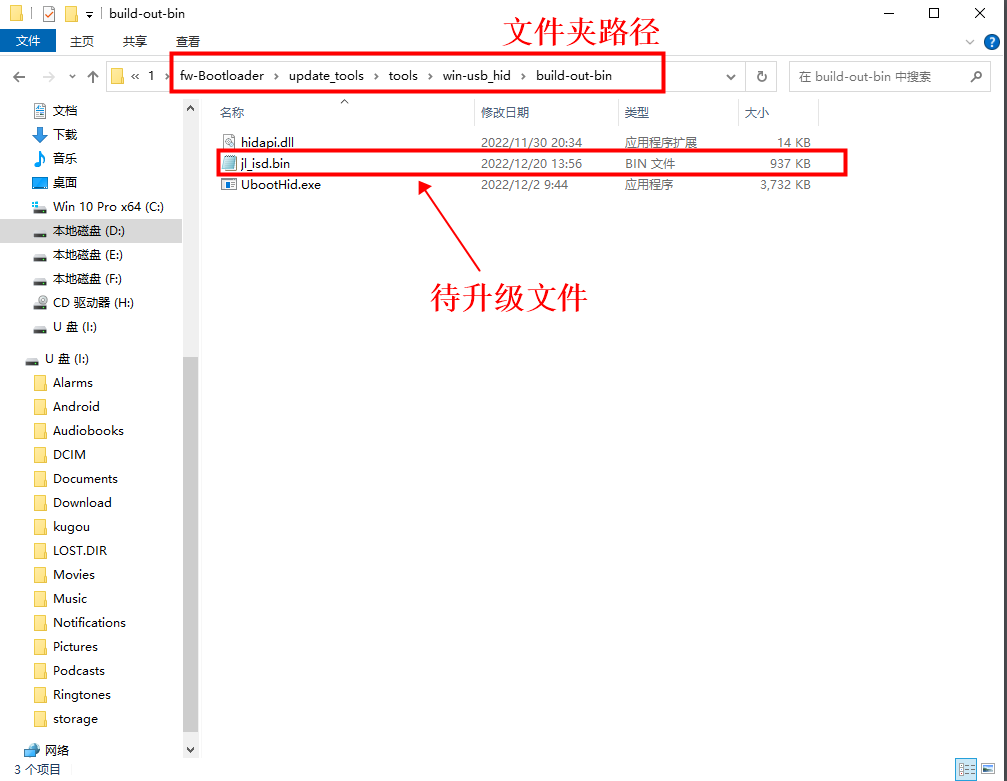 build-out-bin
文件夹路径
文件 主页 共享 查看
« 1 › fw-Bootloader › update_tools › tools › win-usb_hid › build-out-bin
在 build-out-bin 中搜索
名称 修改日期 类型 大小
hidapi.dll 2022/11/30 20:34 应用程序扩展 14 KB
jl_isd.bin 2022/12/20 13:56 BIN 文件 937 KB
UbootHid.exe 2022/12/2 9:44 应用程序 3,732 KB
待升级文件
文档
下载
音乐
桌面
Win 10 Pro x64 (C:)
本地磁盘 (D:)
本地磁盘 (E:)
本地磁盘 (F:)
CD 驱动器 (H:)
U 盘 (I:)
U 盘 (I:)
Alarms
Android
Audiobooks
DCIM
Documents
Download
kugou
LOST.DIR
Movies
Music
Notifications
Pictures
Podcasts
Ringtones
storage
网络
3 个项目